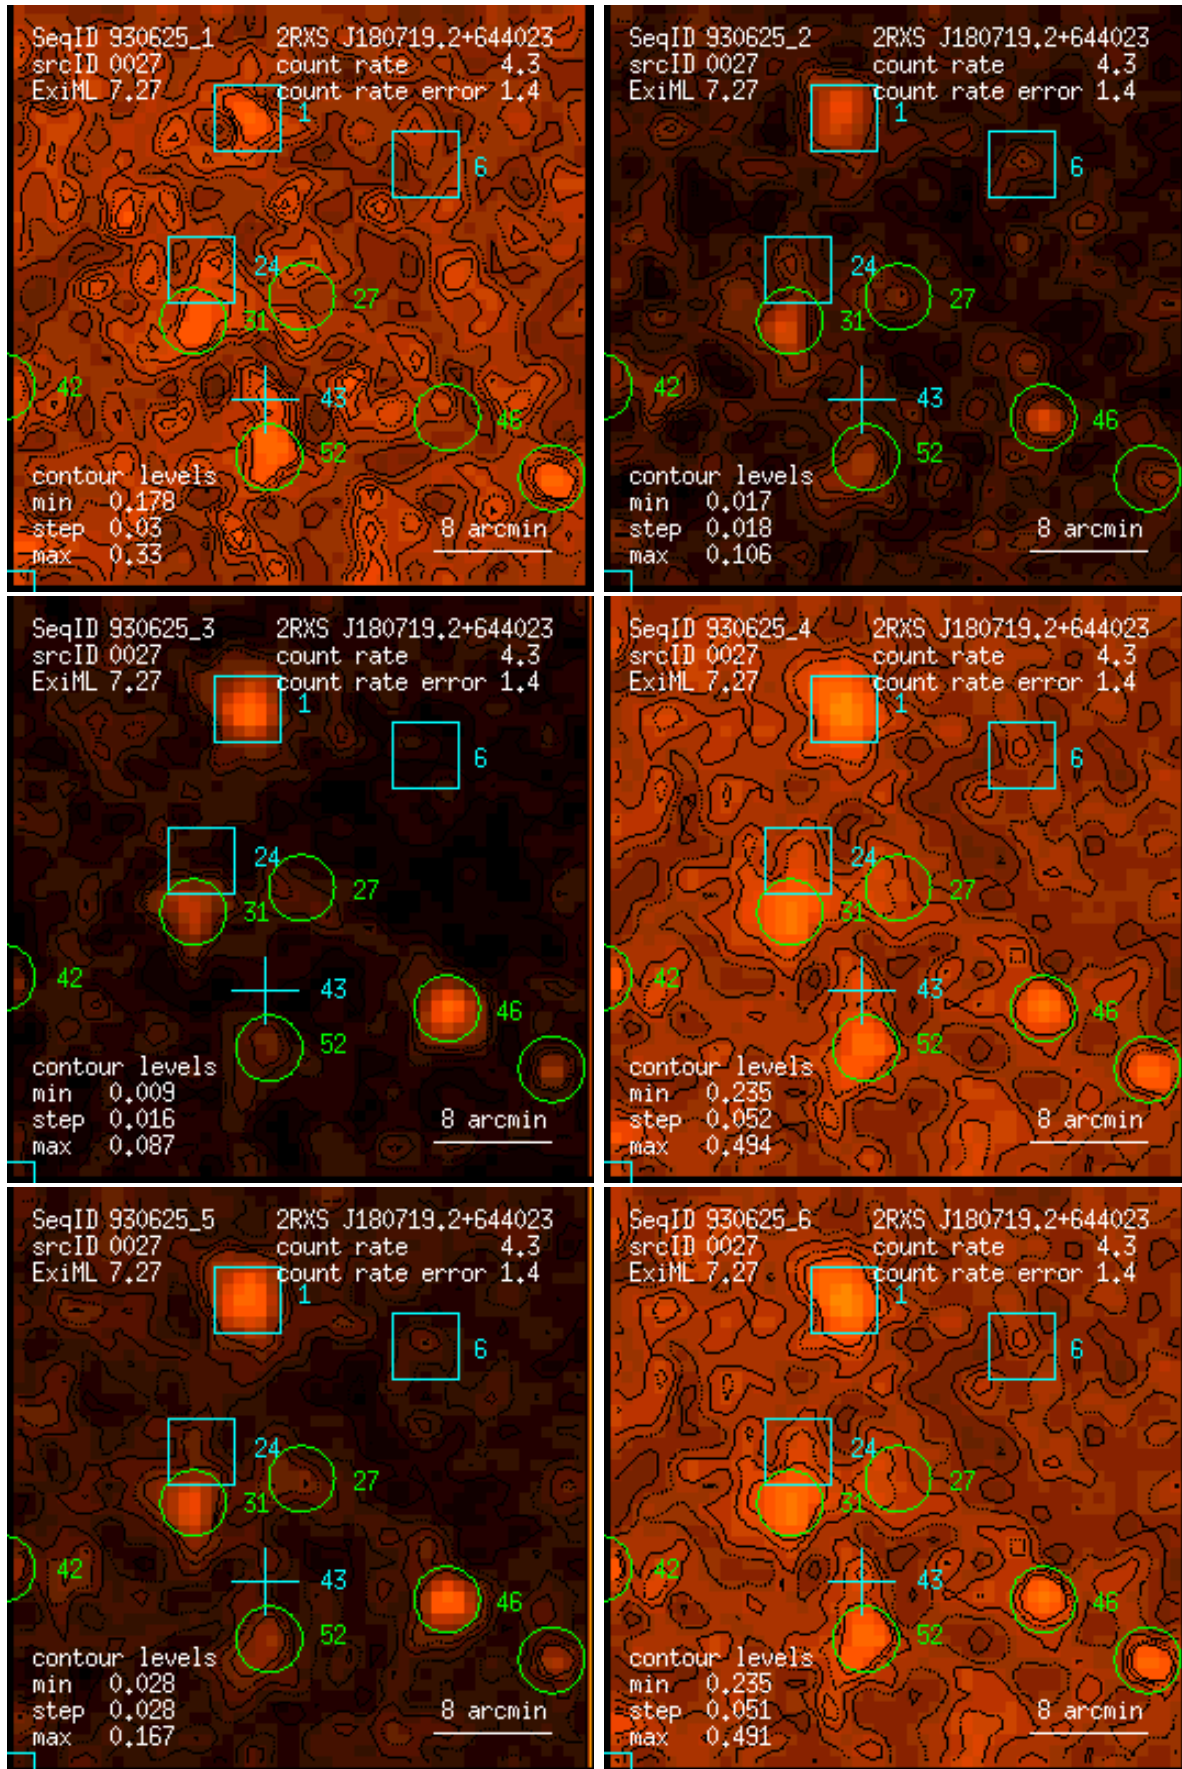 SeqID 930625_1 2RXS J180719.2+644023
srcID 0027 count rate 4.3
ExiML 7.27 count rate error 1.4
1
6
24
27
31
42
43
46
52
contour levels
min 0.178
step 0.03
max 0.33
8 arcmin
SeqID 930625_2 2RXS J180719.2+644023
srcID 0027 count rate 4.3
ExiML 7.27 count rate error 1.4
1
6
24
27
31
42
43
46
52
contour levels
min 0.017
step 0.018
max 0.106
8 arcmin
SeqID 930625_3 2RXS J180719.2+644023
srcID 0027 count rate 4.3
ExiML 7.27 count rate error 1.4
1
6
24
27
31
42
43
46
52
contour levels
min 0.009
step 0.016
max 0.087
8 arcmin
SeqID 930625_4 2RXS J180719.2+644023
srcID 0027 count rate 4.3
ExiML 7.27 count rate error 1.4
1
6
24
27
31
42
43
46
52
contour levels
min 0.235
step 0.052
max 0.494
8 arcmin
SeqID 930625_5 2RXS J180719.2+644023
srcID 0027 count rate 4.3
ExiML 7.27 count rate error 1.4
1
6
24
27
31
42
43
46
52
contour levels
min 0.028
step 0.028
max 0.167
8 arcmin
SeqID 930625_6 2RXS J180719.2+644023
srcID 0027 count rate 4.3
ExiML 7.27 count rate error 1.4
1
6
24
27
31
42
43
46
52
contour levels
min 0.235
step 0.051
max 0.491
8 arcmin